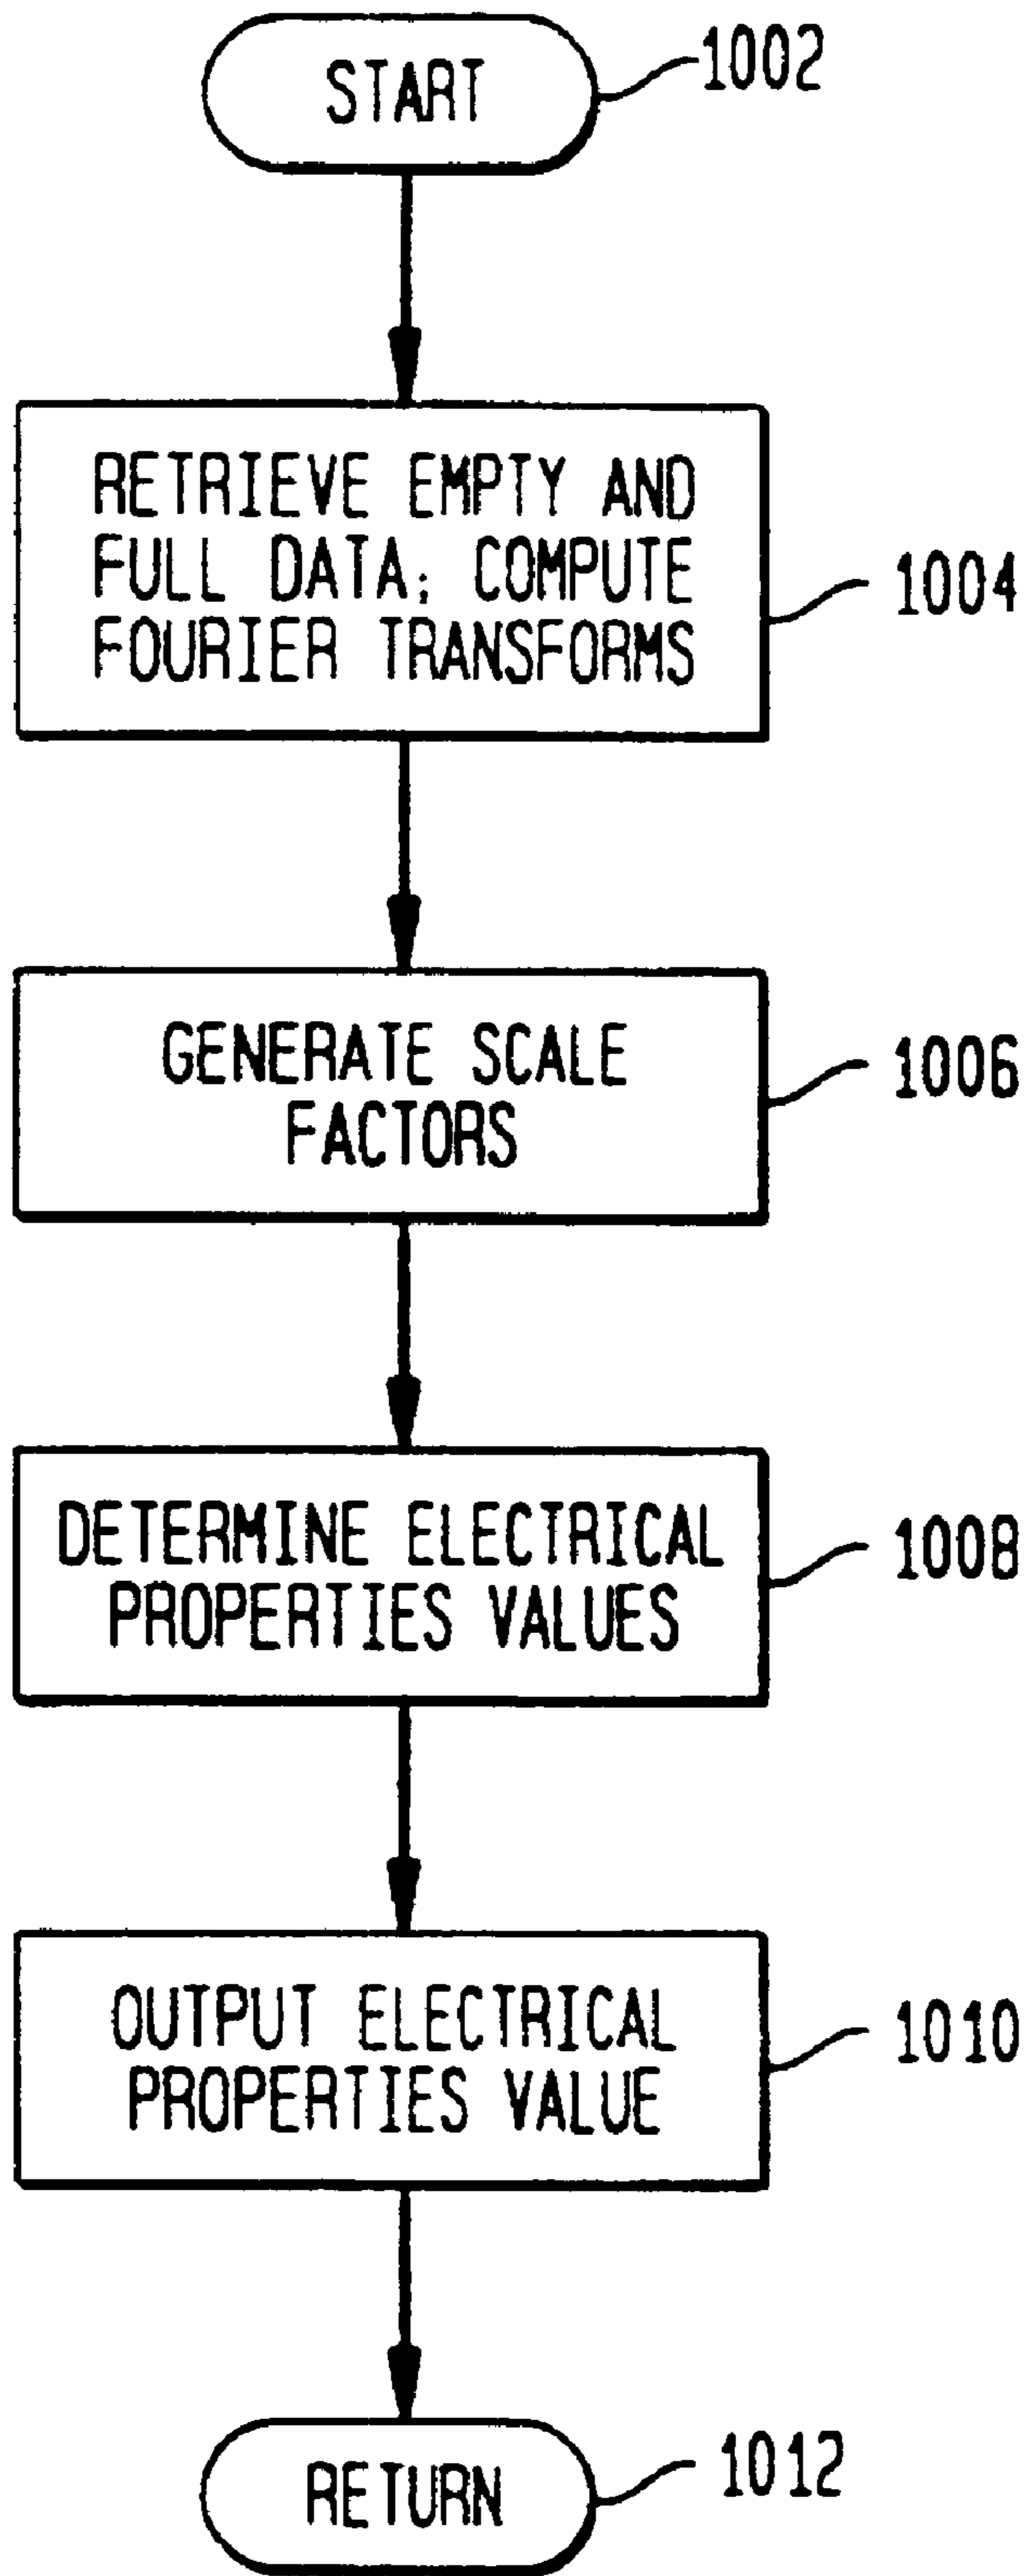 START
1002
RETRIEVE EMPTY AND
FULL DATA; COMPUTE
FOURIER TRANSFORMS
1004
GENERATE SCALE
FACTORS
1006
DETERMINE ELECTRICAL
PROPERTIES VALUES
1008
OUTPUT ELECTRICAL
PROPERTIES VALUE
1010
RETURN
1012